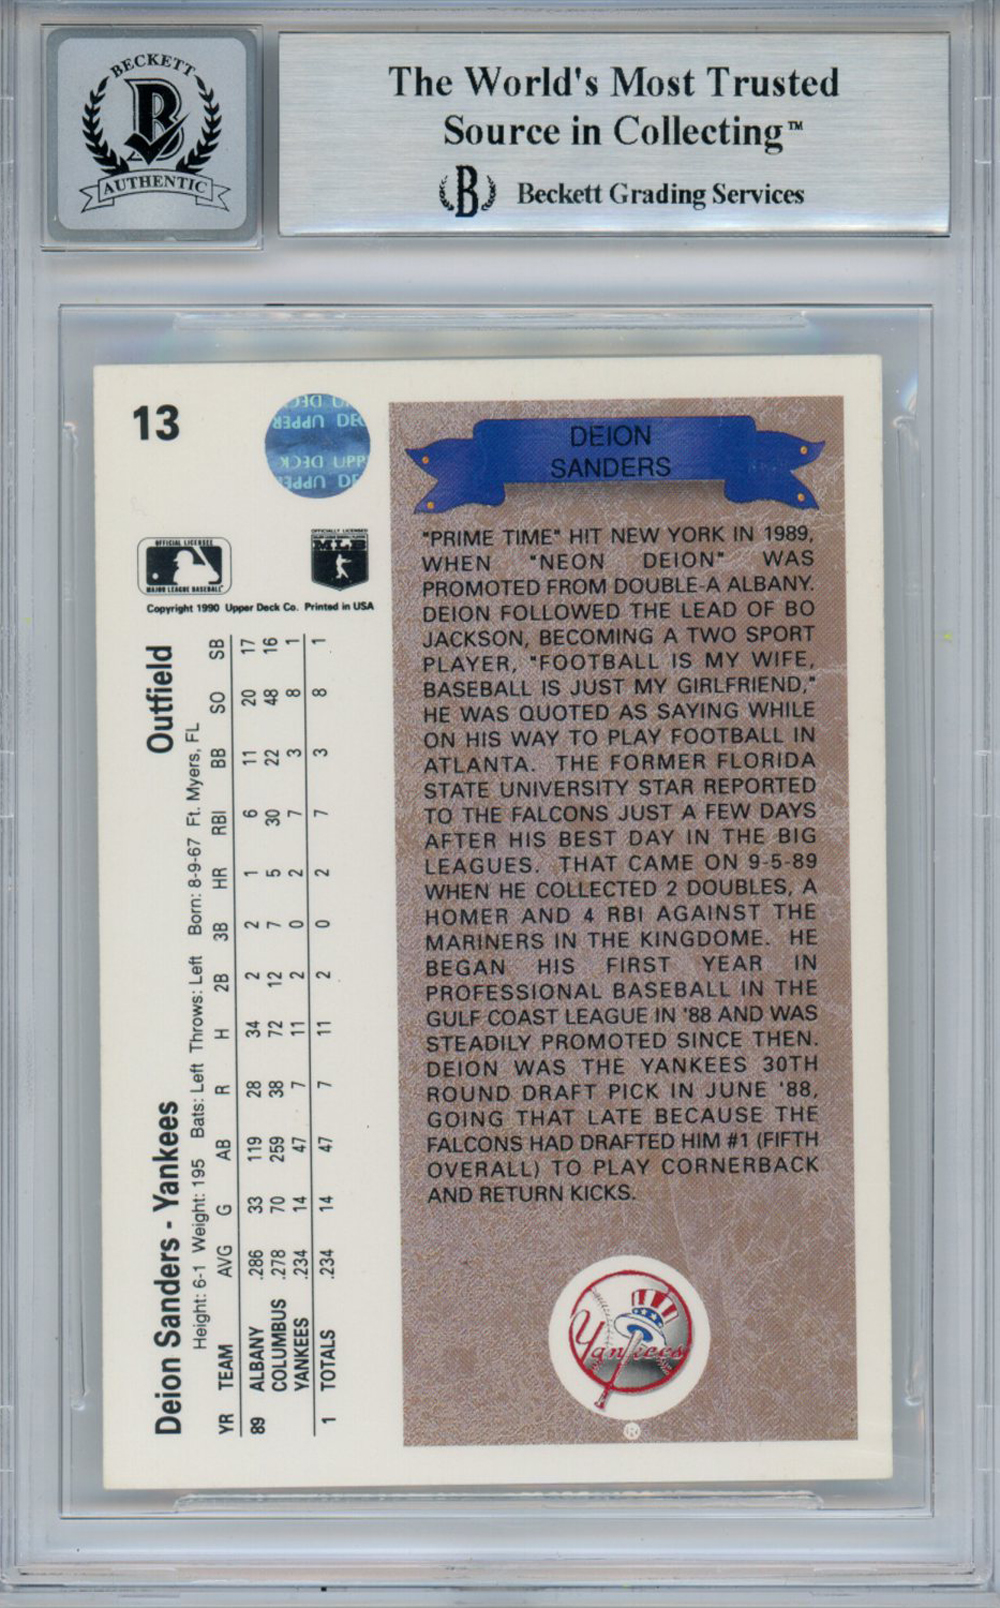 BECKETT
B
AUTHENTIC
The World's Most Trusted
Source in Collecting™
B Beckett Grading Services
13
UPPER DECK
OFFICIAL LICENSEE
MAJOR LEAGUE BASEBALL
OFFICIALLY LICENSED
MLB
Copyright 1990 Upper Deck Co. Printed in USA
Deion Sanders - Yankees Outfield
Height: 6-1 Weight: 195 Bats: Left Throws: Left Born: 8-9-67 Ft. Myers, FL
YR TEAM AVG G AB R H 2B 3B HR RBI BB SO SB
89 ALBANY .286 33 119 28 34 2 2 1 6 11 20 17
COLUMBUS .278 70 259 38 72 12 7 5 30 22 48 16
YANKEES .234 14 47 7 11 2 0 2 7 3 8 1
1 TOTALS .234 14 47 7 11 2 0 2 7 3 8 1
DEION
SANDERS
"PRIME TIME" HIT NEW YORK IN 1989,
WHEN "NEON DEION" WAS
PROMOTED FROM DOUBLE-A ALBANY.
DEION FOLLOWED THE LEAD OF BO
JACKSON, BECOMING A TWO SPORT
PLAYER, "FOOTBALL IS MY WIFE,
BASEBALL IS JUST MY GIRLFRIEND,"
HE WAS QUOTED AS SAYING WHILE
ON HIS WAY TO PLAY FOOTBALL IN
ATLANTA. THE FORMER FLORIDA
STATE UNIVERSITY STAR REPORTED
TO THE FALCONS JUST A FEW DAYS
AFTER HIS BEST DAY IN THE BIG
LEAGUES. THAT CAME ON 9-5-89
WHEN HE COLLECTED 2 DOUBLES, A
HOMER AND 4 RBI AGAINST THE
MARINERS IN THE KINGDOME. HE
BEGAN HIS FIRST YEAR IN
PROFESSIONAL BASEBALL IN THE
GULF COAST LEAGUE IN '88 AND WAS
STEADILY PROMOTED SINCE THEN.
DEION WAS THE YANKEES 30TH
ROUND DRAFT PICK IN JUNE '88,
GOING THAT LATE BECAUSE THE
FALCONS HAD DRAFTED HIM #1 (FIFTH
OVERALL) TO PLAY CORNERBACK
AND RETURN KICKS.
Yankees
®